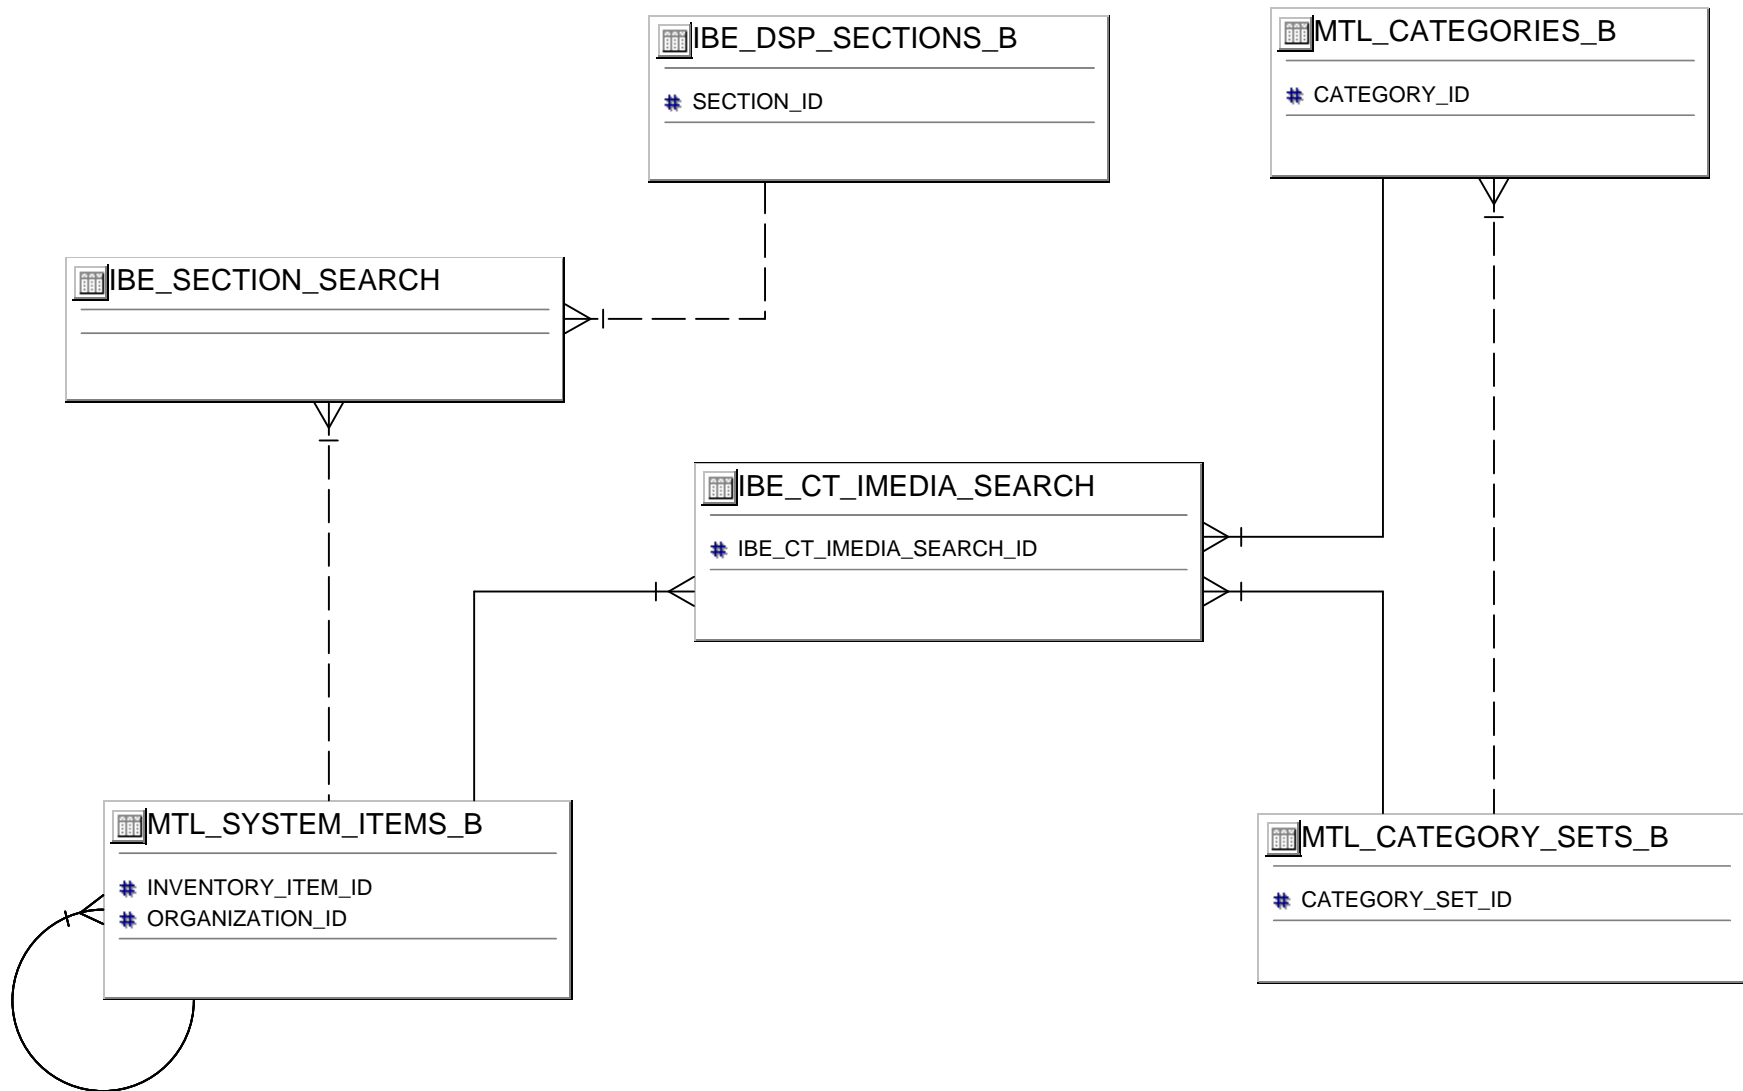 IBE_DSP_SECTIONS_B
# SECTION_ID
MTL_CATEGORIES_B
# CATEGORY_ID
IBE_SECTION_SEARCH
IBE_CT_IMEDIA_SEARCH
# IBE_CT_IMEDIA_SEARCH_ID
MTL_SYSTEM_ITEMS_B
# INVENTORY_ITEM_ID
# ORGANIZATION_ID
MTL_CATEGORY_SETS_B
# CATEGORY_SET_ID